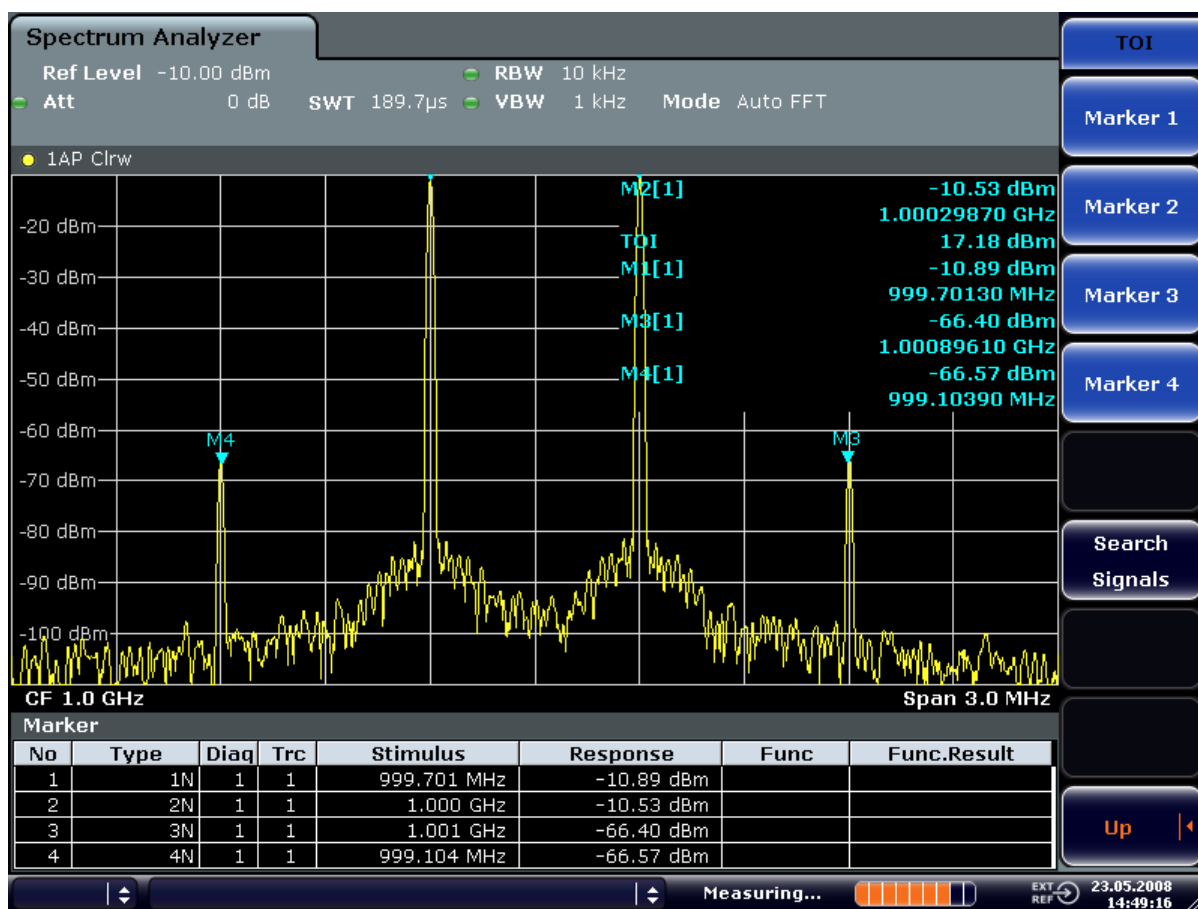 Spectrum Analyzer
Ref Level -10.00 dBm RBW 10 kHz
Att 0 dB SWT 189.7µs VBW 1 kHz Mode Auto FFT
1AP Clrw
M2[1] -10.53 dBm
1.00029870 GHz
TOI 17.18 dBm
M1[1] -10.89 dBm
999.70130 MHz
M3[1] -66.40 dBm
1.00089610 GHz
M4[1] -66.57 dBm
999.10390 MHz
-20 dBm
-30 dBm
-40 dBm
-50 dBm
-60 dBm
-70 dBm
-80 dBm
-90 dBm
-100 dBm
M4
M3
CF 1.0 GHz Span 3.0 MHz
Marker
No Type Diaq Trc Stimulus Response Func Func.Result
1 1N 1 1 999.701 MHz -10.89 dBm
2 2N 1 1 1.000 GHz -10.53 dBm
3 3N 1 1 1.001 GHz -66.40 dBm
4 4N 1 1 999.104 MHz -66.57 dBm
TOI
Marker 1
Marker 2
Marker 3
Marker 4
Search
Signals
Up
Measuring...
EXT
REF
23.05.2008
14:49:16